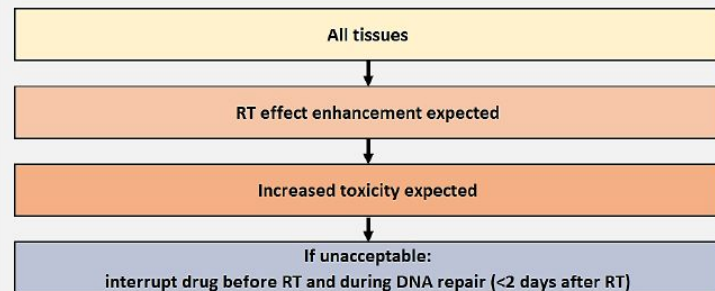 All tissues
RT effect enhancement expected
Increased toxicity expected
If unacceptable:
interrupt drug before RT and during DNA repair (<2 days after RT)